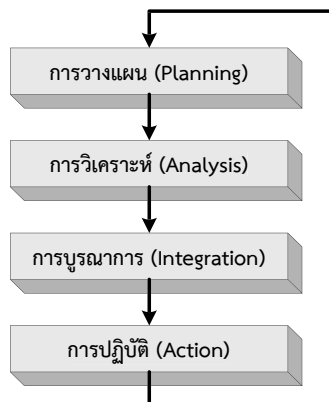 การวางแผน (Planning)
การวิเคราะห์ (Analysis)
การบูรณาการ (Integration)
การปฏิบัติ (Action)